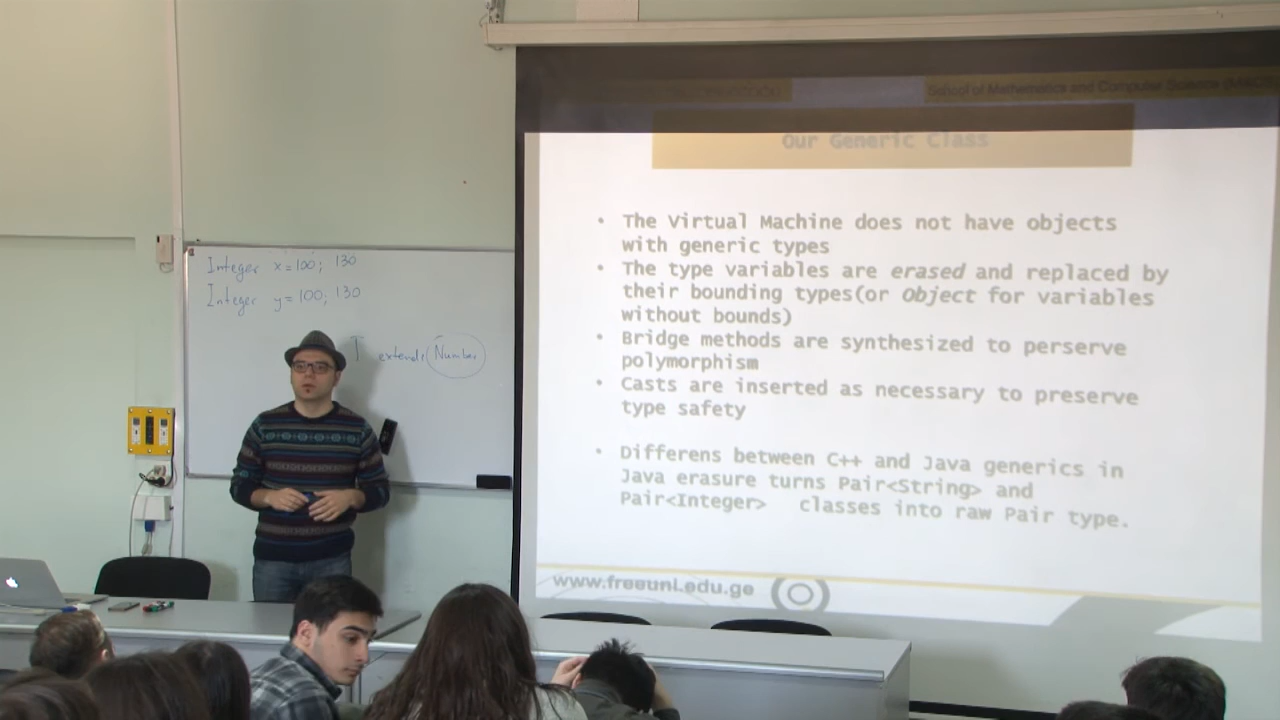 School of Mathematics and Computer Science
Our Generic Class
• The Virtual Machine does not have objects
with generic types
• The type variables are erased and replaced by
their bounding types(or Object for variables
without bounds)
• Bridge methods are synthesized to perserve
polymorphism
• Casts are inserted as necessary to preserve
type safety
• Differens between C++ and Java generics in
Java erasure turns Pair<String> and
Pair<Integer> classes into raw Pair type.
www.freeuni.edu.ge
Integer x=100; 130
Integer y=100; 130
T extends Number